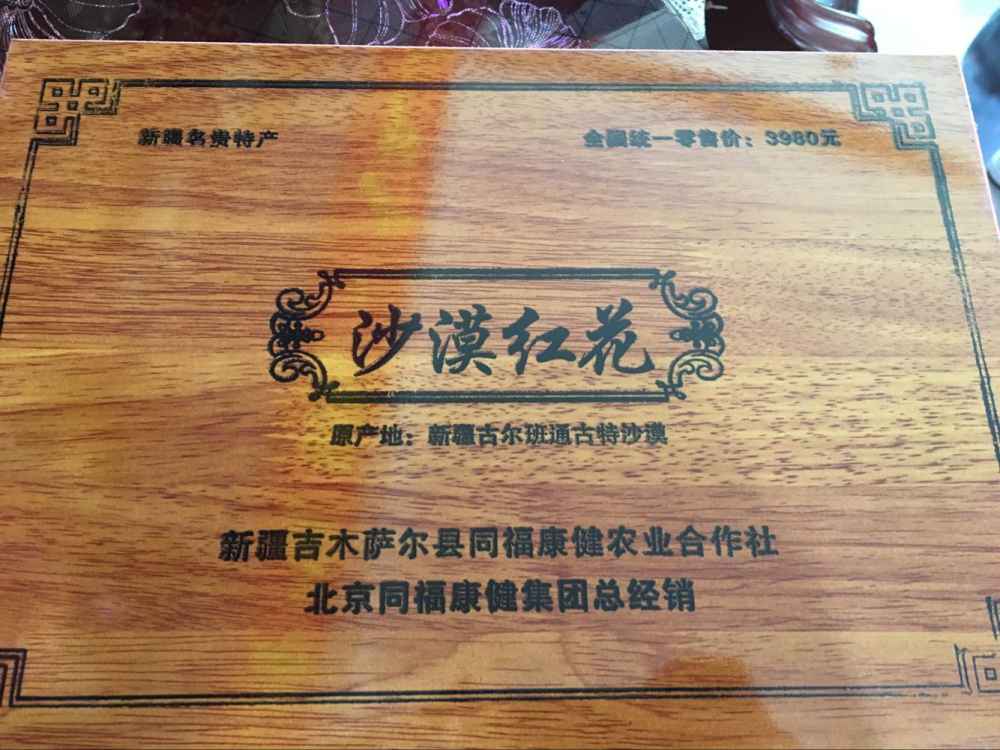 新疆名贵特产
全国统一零售价：3980元
沙漠红花
原产地：新疆古尔班通古特沙漠
新疆吉木萨尔县同福康健农业合作社
北京同福康健集团总经销